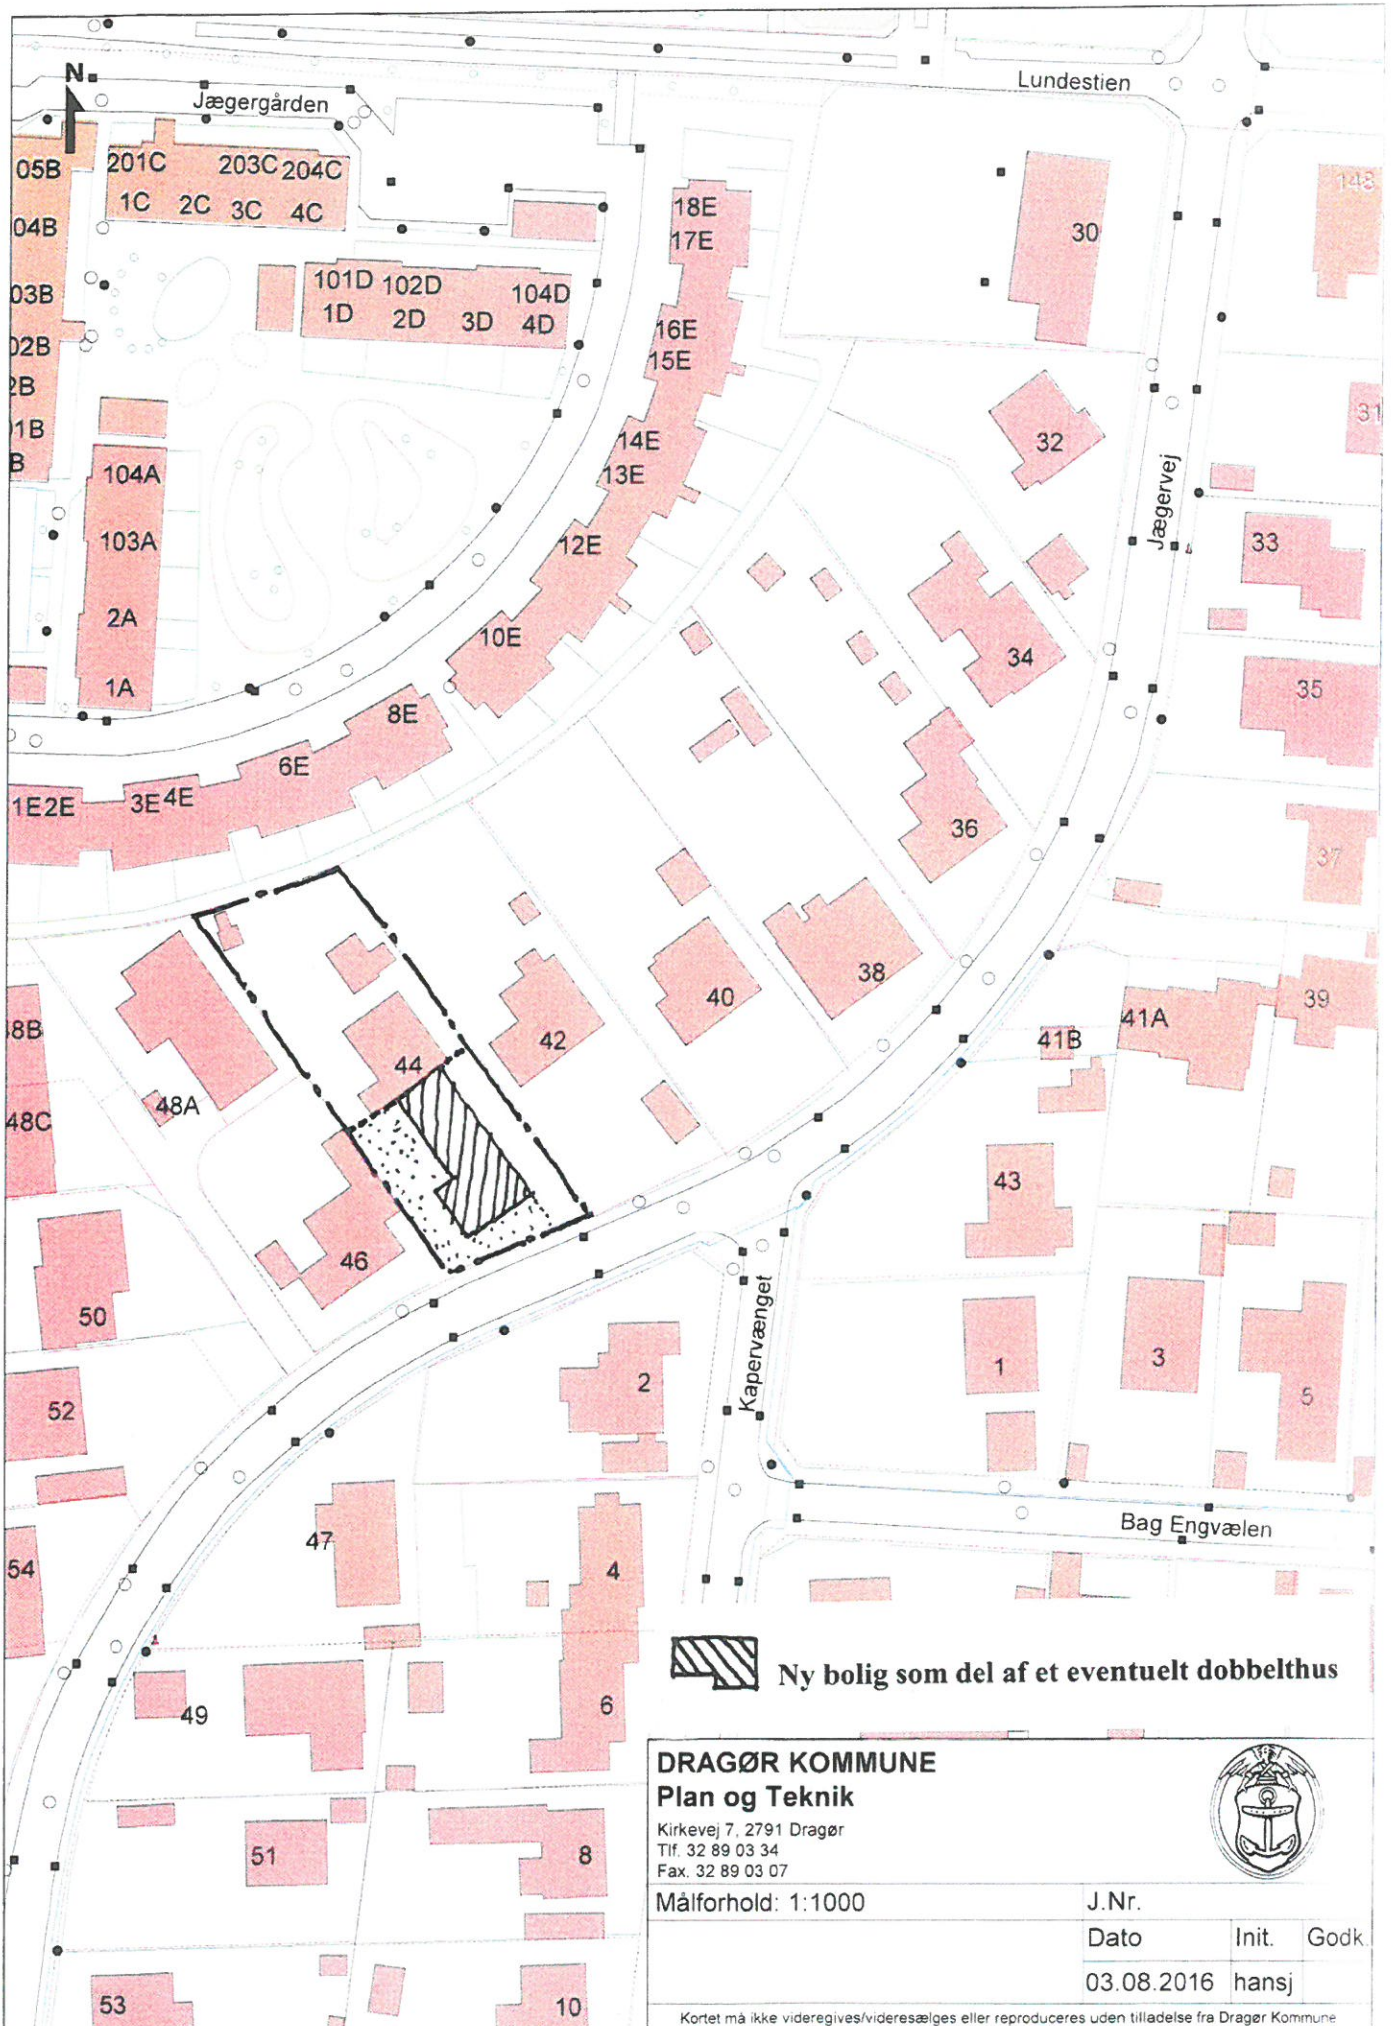 Lundestien
N
Jægergården
05B
201C
203C
204C
148
1C
2C
3C
4C
18E
04B
17E
30
101D
102D
104D
03B
1D
2D
3D
4D
16E
02B
15E
2B
31
1B
14E
32
B
104A
13E
Jægervej
103A
12E
33
2A
10E
34
1A
35
8E
6E
1E
2E
3E
4E
36
37
38
40
39
8B
42
41A
41B
44
48A
48C
43
46
50
Kapervænget
1
3
2
5
52
Bag Engvælen
47
54
4
Ny bolig som del af et eventuelt dobbelthus
49
6
DRAGØR KOMMUNE
Plan og Teknik
Kirkevej 7, 2791 Dragør
Tlf. 32 89 03 34
Fax. 32 89 03 07
51
8
Målforhold: 1:1000
J.Nr.
Dato
Init.
Godk.
03.08.2016
hansj
53
10
Kortet må ikke videregives/videresælges eller reproduceres uden tilladelse fra Dragør Kommune